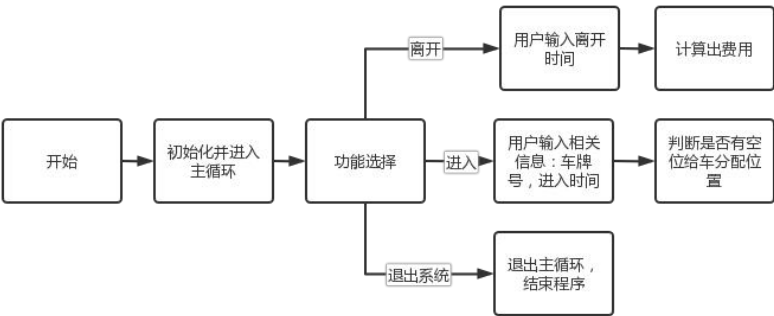 开始
初始化并进入
主循环
功能选择
离开
用户输入离开
时间
计算出费用
进入
用户输入相关
信息：车牌
号，进入时间
判断是否有空
位给车分配位
置
退出系统
退出主循环，
结束程序